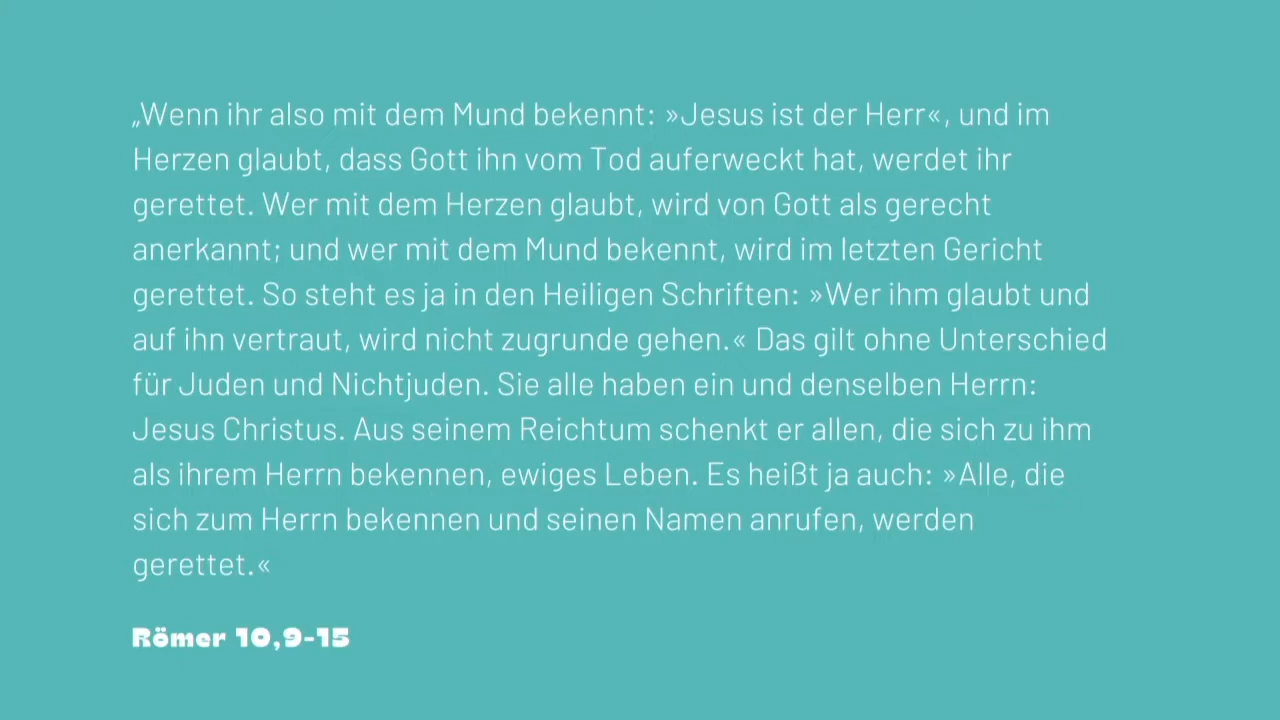 „Wenn ihr also mit dem Mund bekennt: »Jesus ist der Herr«, und im
Herzen glaubt, dass Gott ihn vom Tod auferweckt hat, werdet ihr
gerettet. Wer mit dem Herzen glaubt, wird von Gott als gerecht
anerkannt; und wer mit dem Mund bekennt, wird im letzten Gericht
gerettet. So steht es ja in den Heiligen Schriften: »Wer ihm glaubt und
auf ihn vertraut, wird nicht zugrunde gehen.« Das gilt ohne Unterschied
für Juden und Nichtjuden. Sie alle haben ein und denselben Herrn:
Jesus Christus. Aus seinem Reichtum schenkt er allen, die sich zu ihm
als ihrem Herrn bekennen, ewiges Leben. Es heißt ja auch: »Alle, die
sich zum Herrn bekennen und seinen Namen anrufen, werden
gerettet.«
Römer 10,9-15